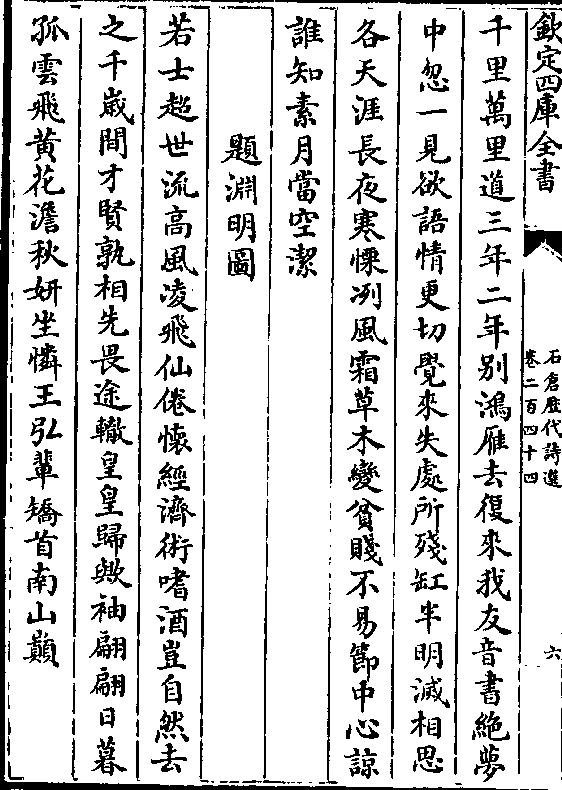 欽定四庫全書
石倉歷代詩選
卷二百四十四
六
千里萬里道三年二年別鴻雁去復來我友音書絶夢
中忽一見欲語情更切覺來失處所殘缸半明滅相思
各天涯長夜寒慄冽風霜草木變貧賤不易節中心諒
誰知素月當空潔
題淵明圖
若士超世流高風凌飛仙倦懷經濟術嗜酒豈自然去
之千歲間才賢孰相先畏途轍皇皇歸歟袖翩翩日暮
孤雲飛黄花澹秋妍坐憐王弘輩矯首南山巔